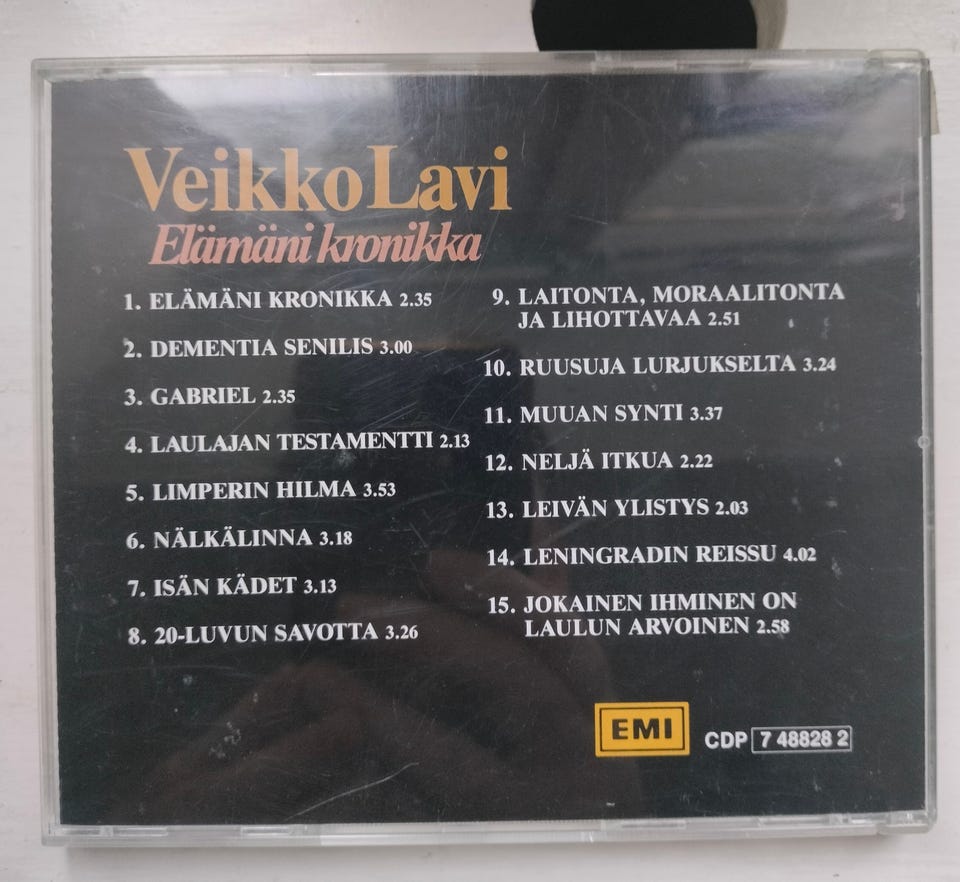 Veikko Lavi
Elämäni kronikka
1. ELÄMÄNI KRONIKKA 2.35
2. DEMENTIA SENILIS 3.00
3. GABRIEL 2.35
4. LAULAJAN TESTAMENTTI 2.13
5. LIMPERIN HILMA 3.53
6. NÄLKÄLINNA 3.18
7. ISÄN KÄDET 3.13
8. 20-LUVUN SAVOTTA 3.26
9. LAITONTA, MORAALITONTA
JA LIHOTTAVAA 2.51
10. RUUSUJA LURJUKSELTA 3.24
11. MUUAN SYNTI 3.37
12. NELJÄ ITKUA 2.22
13. LEIVÄN YLISTYS 2.03
14. LENINGRADIN REISSU 4.02
15. JOKAINEN IHMINEN ON
LAULUN ARVOINEN 2.58
EMI
CDP 7 48828 2